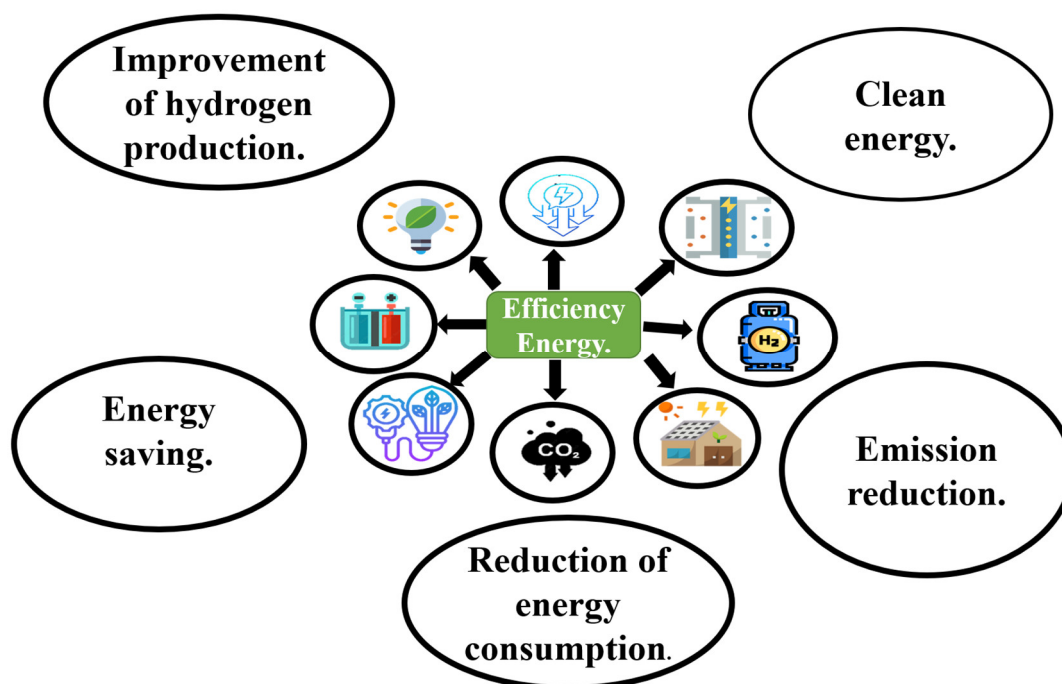 Improvement
of hydrogen
production.
Clean
energy.
Efficiency
Energy.
H₂
CO₂
Energy
saving.
Emission
reduction.
Reduction of
energy
consumption.